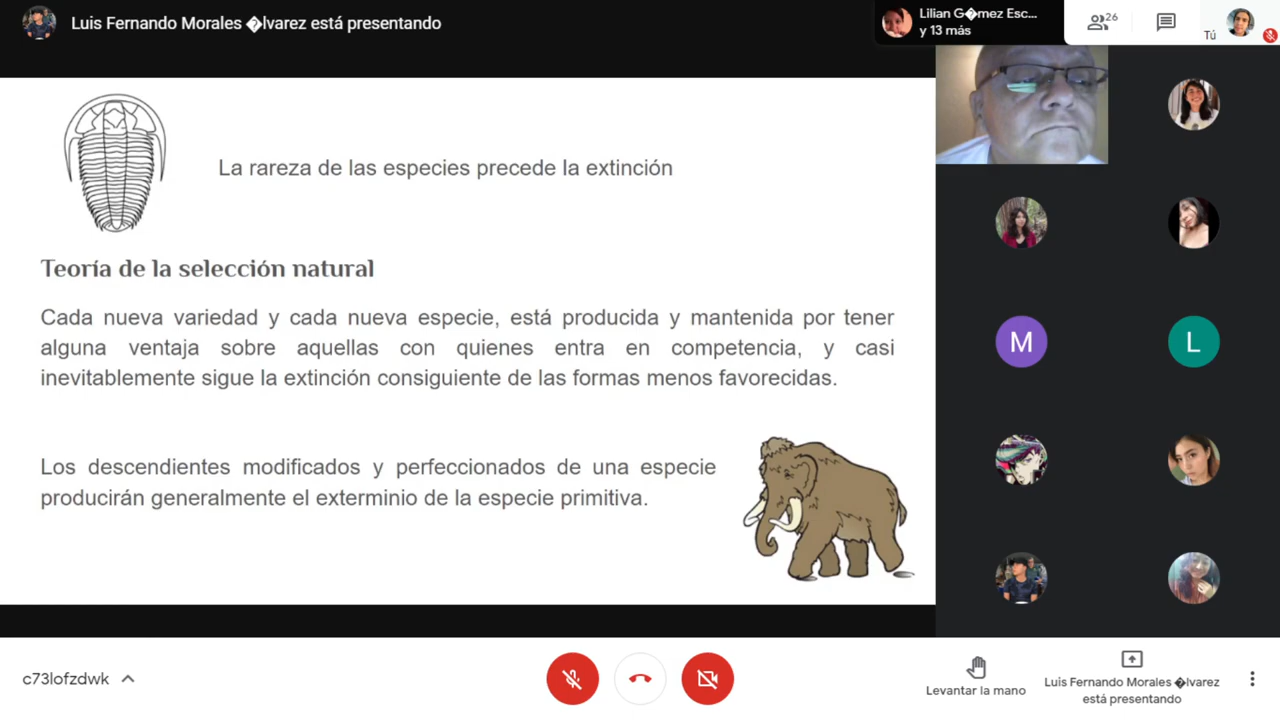 Luis Fernando Morales �lvarez está presentando
Lilian G�mez Esc...
y 13 más
26
Tú
La rareza de las especies precede la extinción
Teoría de la selección natural
Cada nueva variedad y cada nueva especie, está producida y mantenida por tener
alguna ventaja sobre aquellas con quienes entra en competencia, y casi
inevitablemente sigue la extinción consiguiente de las formas menos favorecidas.
Los descendientes modificados y perfeccionados de una especie
producirán generalmente el exterminio de la especie primitiva.
M
L
c73lofzdwk
Levantar la mano
Luis Fernando Morales �lvarez
está presentando